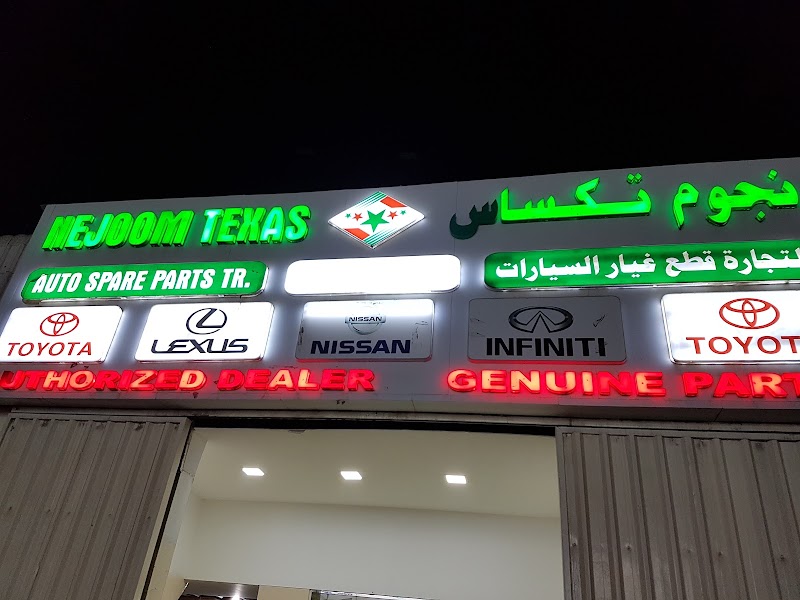 NEJOOM TEXAS
نجوم تكساس
AUTO SPARE PARTS TR.
لتجارة قطع غيار السيارات
TOYOTA
LEXUS
NISSAN
NISSAN
INFINITI
TOYOT
UTHORIZED DEALER
GENUINE PART